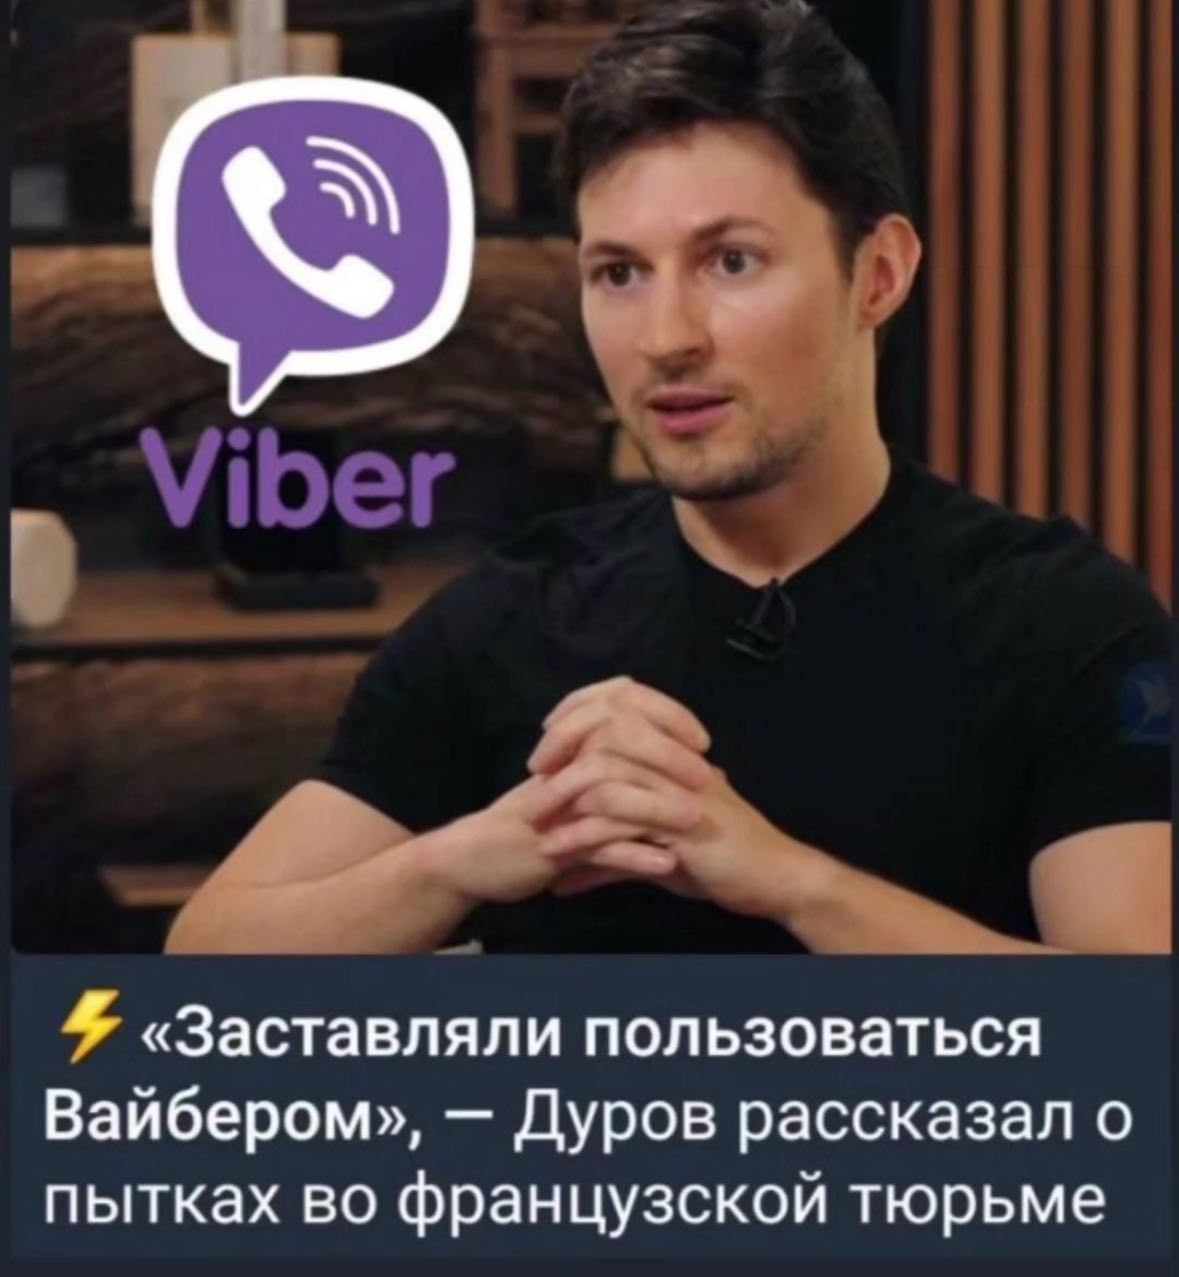 Viber
⚡ «Заставляли пользоваться
Вайбером», — Дуров рассказал о
пытках во французской тюрьме